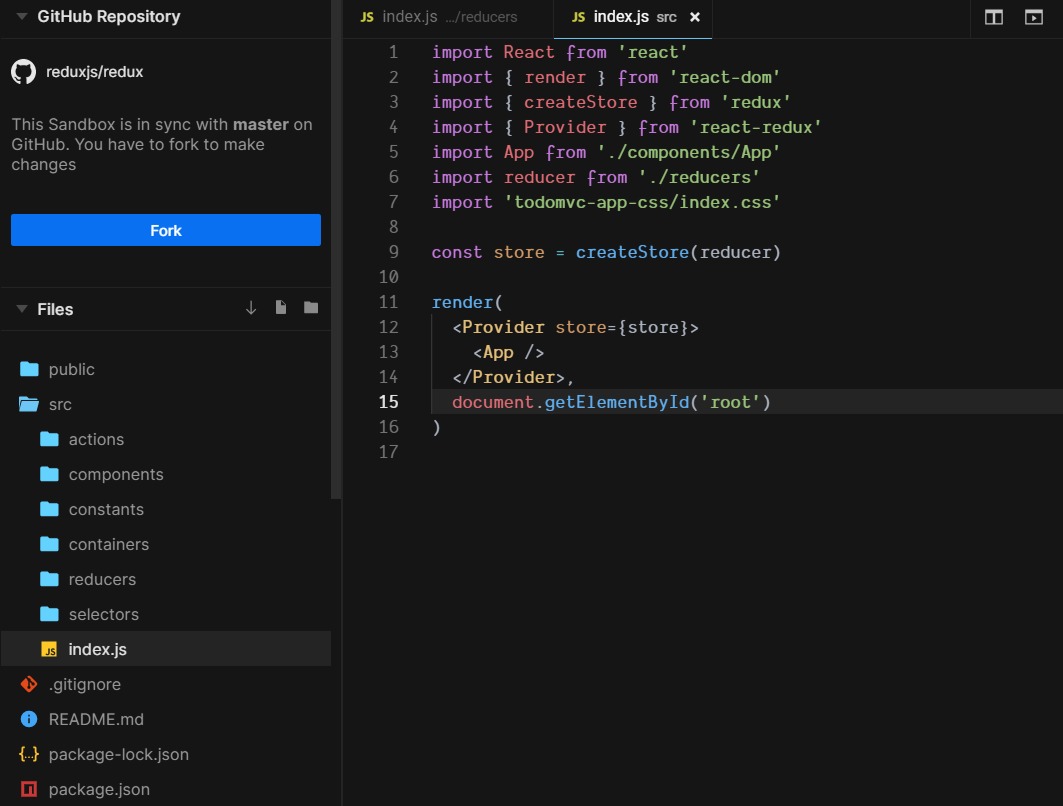 GitHub Repository
reduxjs/redux
This Sandbox is in sync with master on
GitHub. You have to fork to make
changes
Fork
Files
public
src
actions
components
constants
containers
reducers
selectors
JS index.js
.gitignore
README.md
{..} package-lock.json
package.json
JS index.js .../reducers
JS index.js src ×
1 import React from 'react'
2 import { render } from 'react-dom'
3 import { createStore } from 'redux'
4 import { Provider } from 'react-redux'
5 import App from './components/App'
6 import reducer from './reducers'
7 import 'todomvc-app-css/index.css'
8
9 const store = createStore(reducer)
10
11 render(
12   <Provider store={store}>
13     <App />
14   </Provider>,
15   document.getElementById('root')
16 )
17